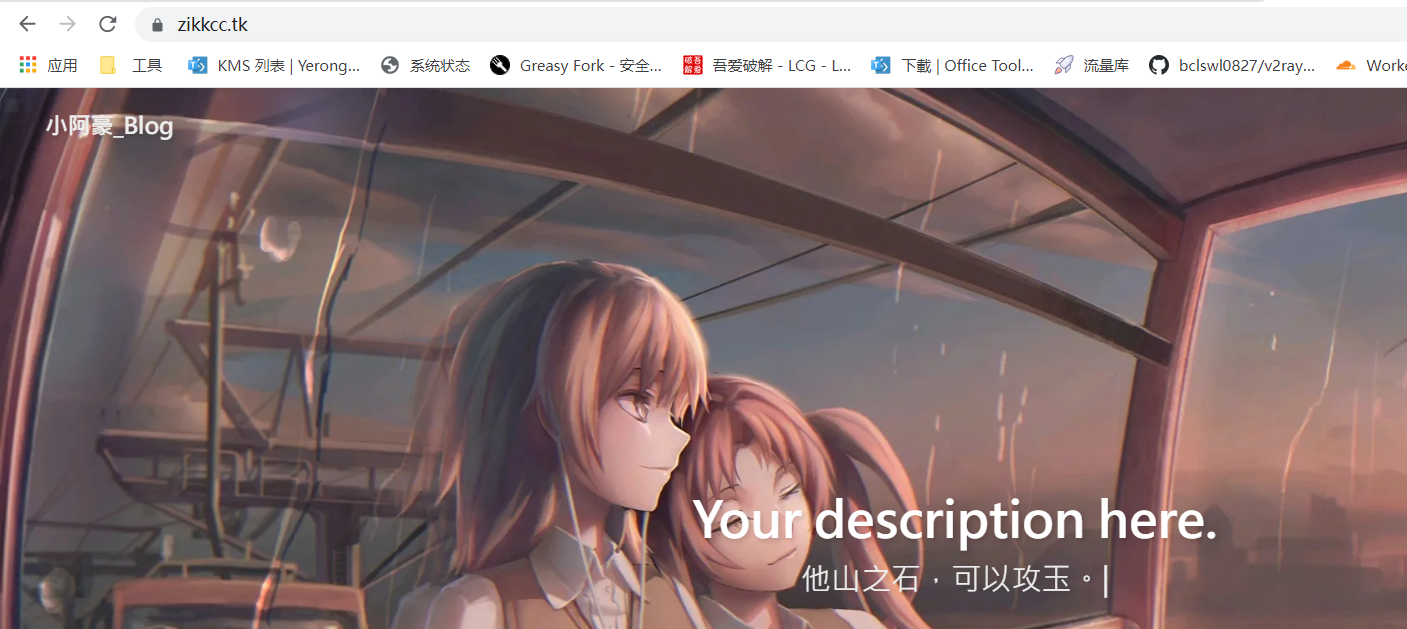 zikkcc.tk
应用 工具 KMS 列表 | Yerong... 系统状态 Greasy Fork - 安全... 吾爱破解 - LCG - L... 下載 | Office Tool... 流量库 bclswl0827/v2ray... Worke
小阿豪_Blog
Your description here.
他山之石，可以攻玉。|